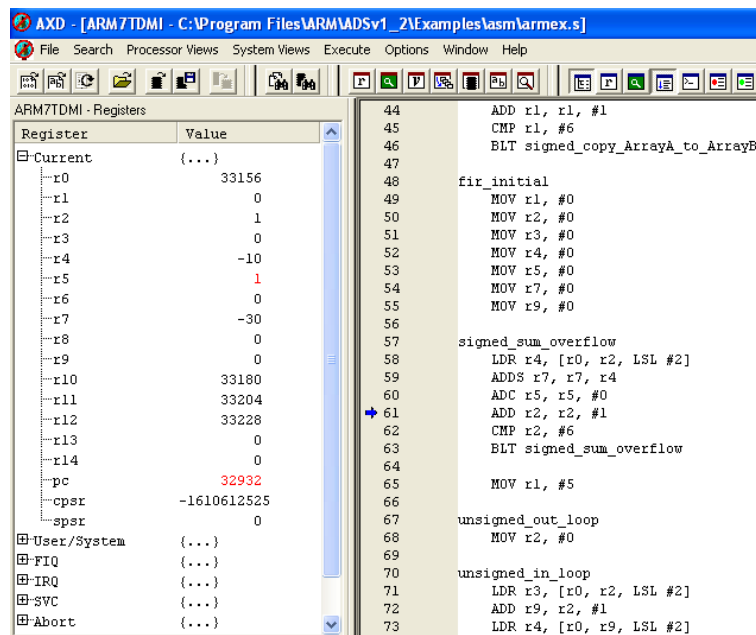 AXD - [ARM7TDMI - C:\Program Files\ARM\ADSv1_2\Examples\asm\armex.s]
File Search Processor Views System Views Execute Options Window Help
ARM7TDMI - Registers
Register Value
Current {...}
r0 33156
r1 0
r2 1
r3 0
r4 -10
r5 1
r6 0
r7 -30
r8 0
r9 0
r10 33180
r11 33204
r12 33228
r13 0
r14 0
pc 32932
cpsr -1610612525
spsr 0
User/System {...}
FIQ {...}
IRQ {...}
SVC {...}
Abort {...}
44 ADD r1, r1, #1
45 CMP r1, #6
46 BLT signed_copy_ArrayA_to_ArrayB
47
48 fir_initial
49 MOV r1, #0
50 MOV r2, #0
51 MOV r3, #0
52 MOV r4, #0
53 MOV r5, #0
54 MOV r7, #0
55 MOV r9, #0
56
57 signed_sum_overflow
58 LDR r4, [r0, r2, LSL #2]
59 ADDS r7, r7, r4
60 ADC r5, r5, #0
61 ADD r2, r2, #1
62 CMP r2, #6
63 BLT signed_sum_overflow
64
65 MOV r1, #5
66
67 unsigned_out_loop
68 MOV r2, #0
69
70 unsigned_in_loop
71 LDR r3, [r0, r2, LSL #2]
72 ADD r9, r2, #1
73 LDR r4, [r0, r9, LSL #2]